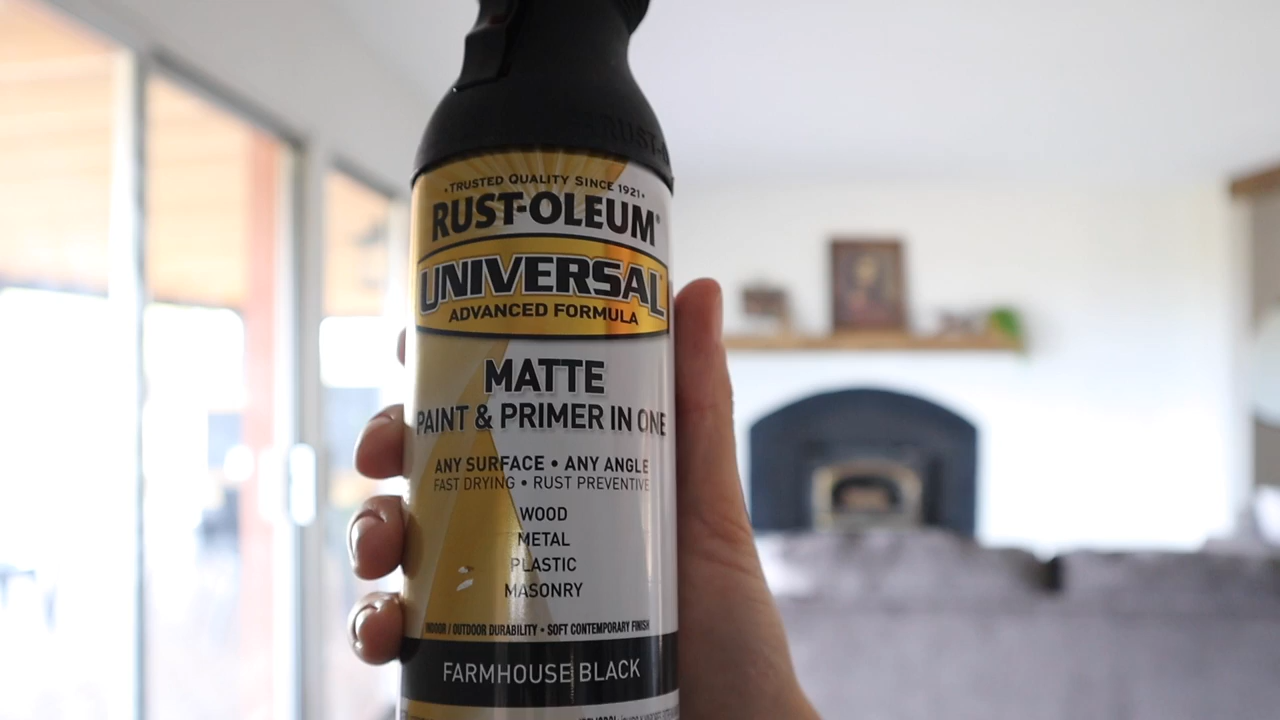 RUST-O
•TRUSTED QUALITY SINCE 1921•
RUST-OLEUM®
UNIVERSAL
ADVANCED FORMULA
MATTE
PAINT & PRIMER IN ONE
ANY SURFACE • ANY ANGLE
FAST DRYING • RUST PREVENTIVE
WOOD
METAL
PLASTIC
MASONRY
INDOOR / OUTDOOR DURABILITY • SOFT CONTEMPORARY FINISH
FARMHOUSE BLACK